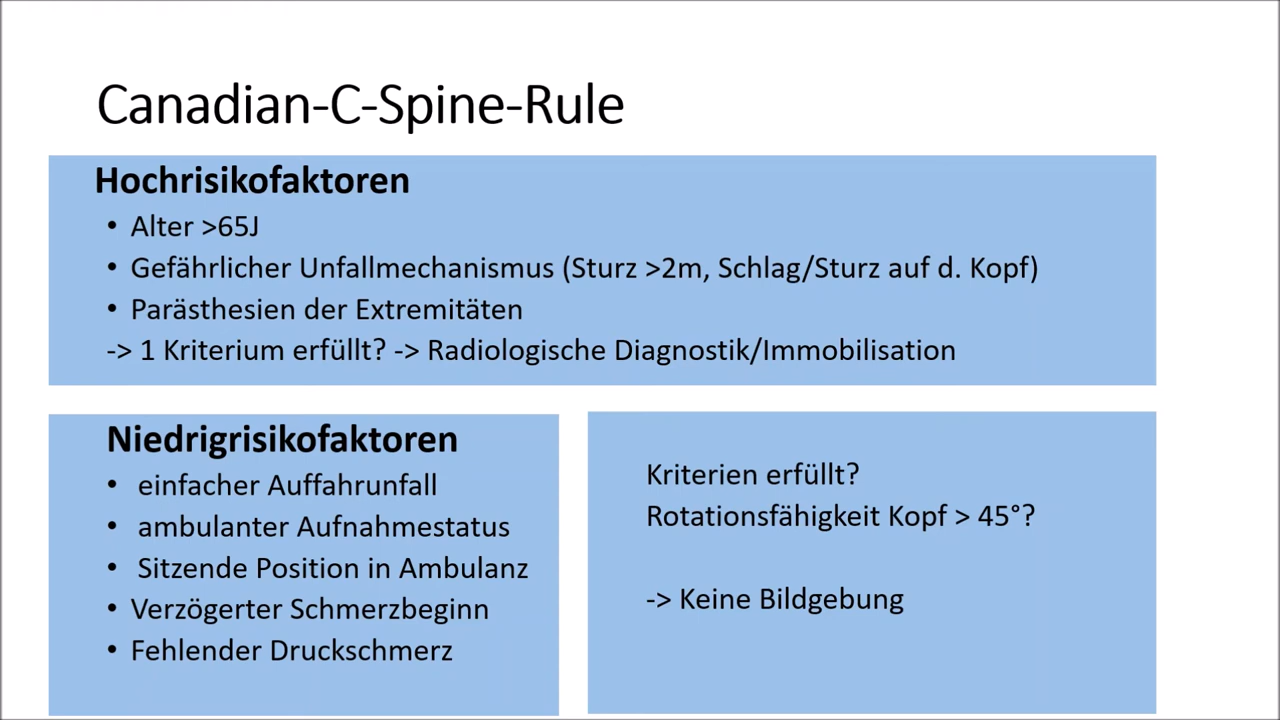 Canadian-C-Spine-Rule
Hochrisikofaktoren
• Alter >65J
• Gefährlicher Unfallmechanismus (Sturz >2m, Schlag/Sturz auf d. Kopf)
• Parästhesien der Extremitäten
-> 1 Kriterium erfüllt? -> Radiologische Diagnostik/Immobilisation
Niedrigrisikofaktoren
• einfacher Auffahrunfall
• ambulanter Aufnahmestatus
• Sitzende Position in Ambulanz
• Verzögerter Schmerzbeginn
• Fehlender Druckschmerz
Kriterien erfüllt?
Rotationsfähigkeit Kopf > 45°?
-> Keine Bildgebung